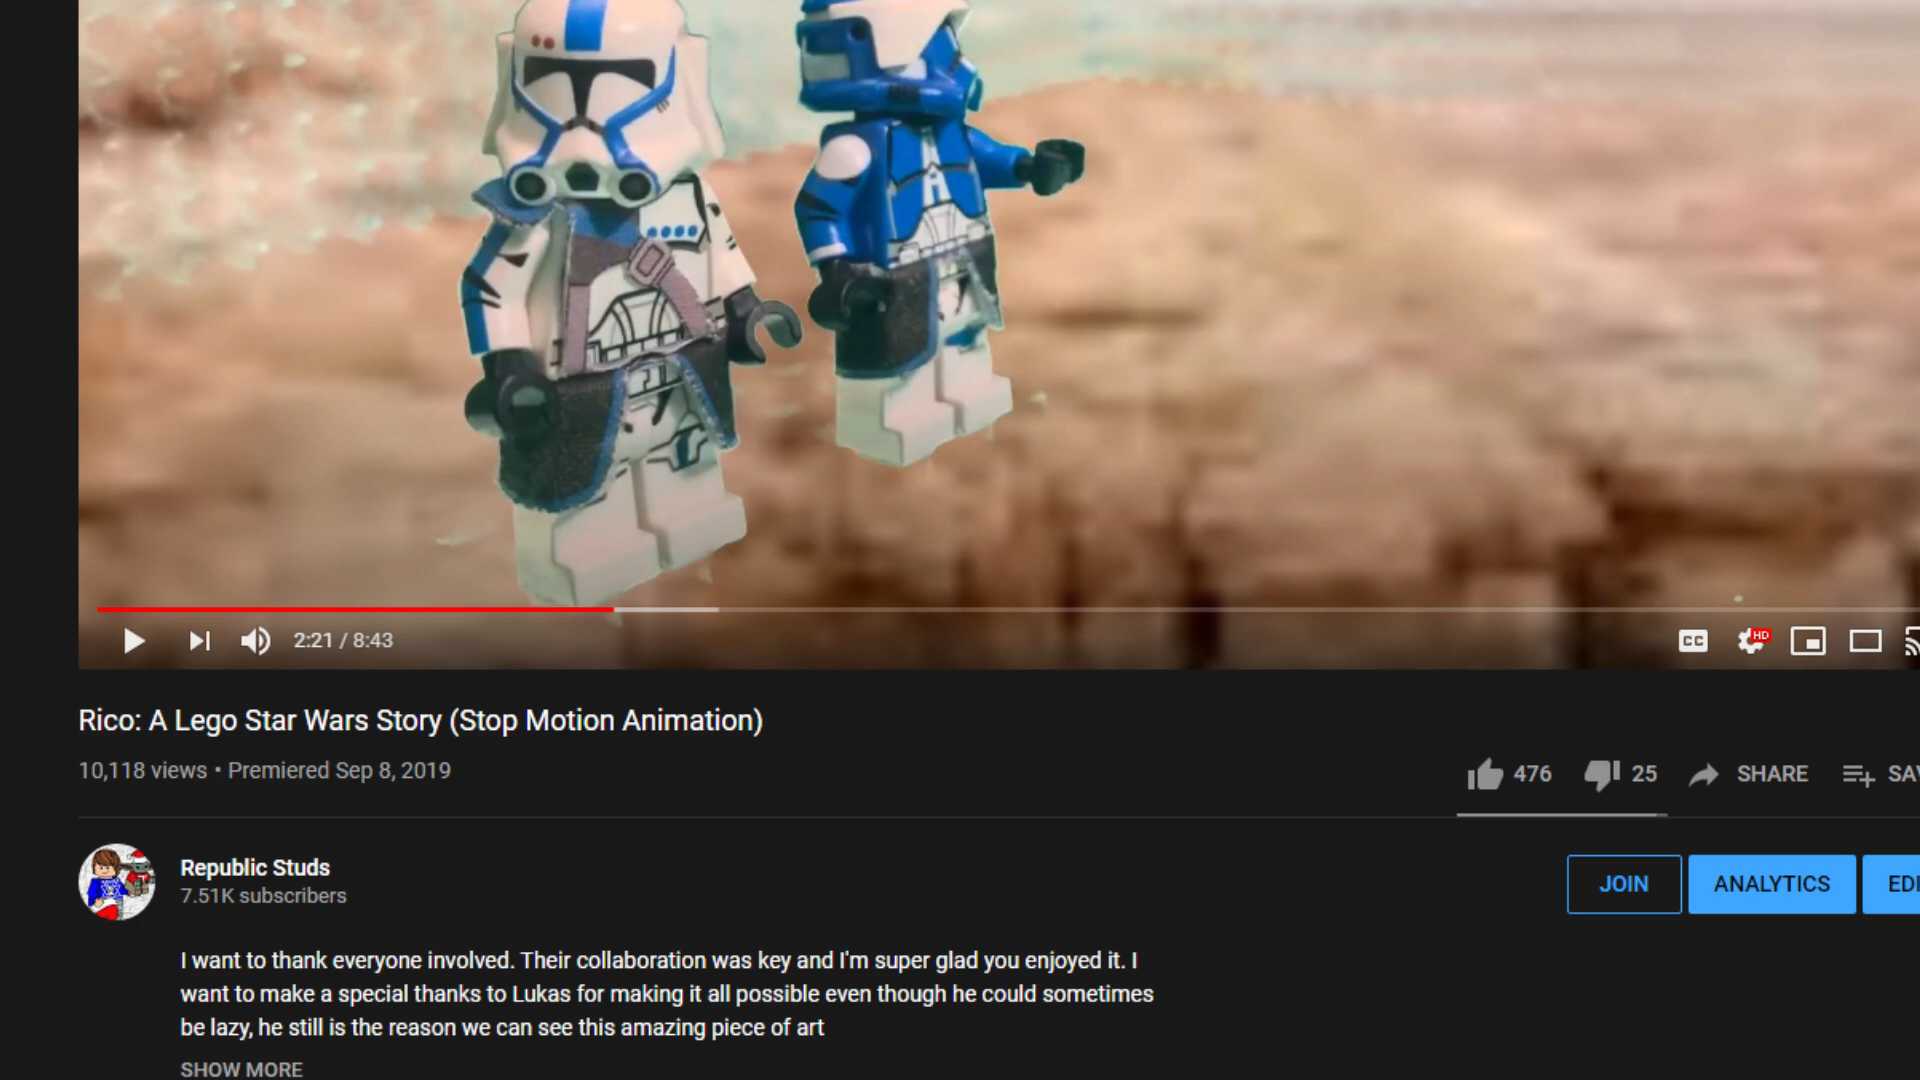 2:21 / 8:43
CC
HD
Rico: A Lego Star Wars Story (Stop Motion Animation)
10,118 views • Premiered Sep 8, 2019
476 25 SHARE SAV
Republic Studs
7.51K subscribers
JOIN ANALYTICS EDI
I want to thank everyone involved. Their collaboration was key and I'm super glad you enjoyed it. I
want to make a special thanks to Lukas for making it all possible even though he could sometimes
be lazy, he still is the reason we can see this amazing piece of art
SHOW MORE